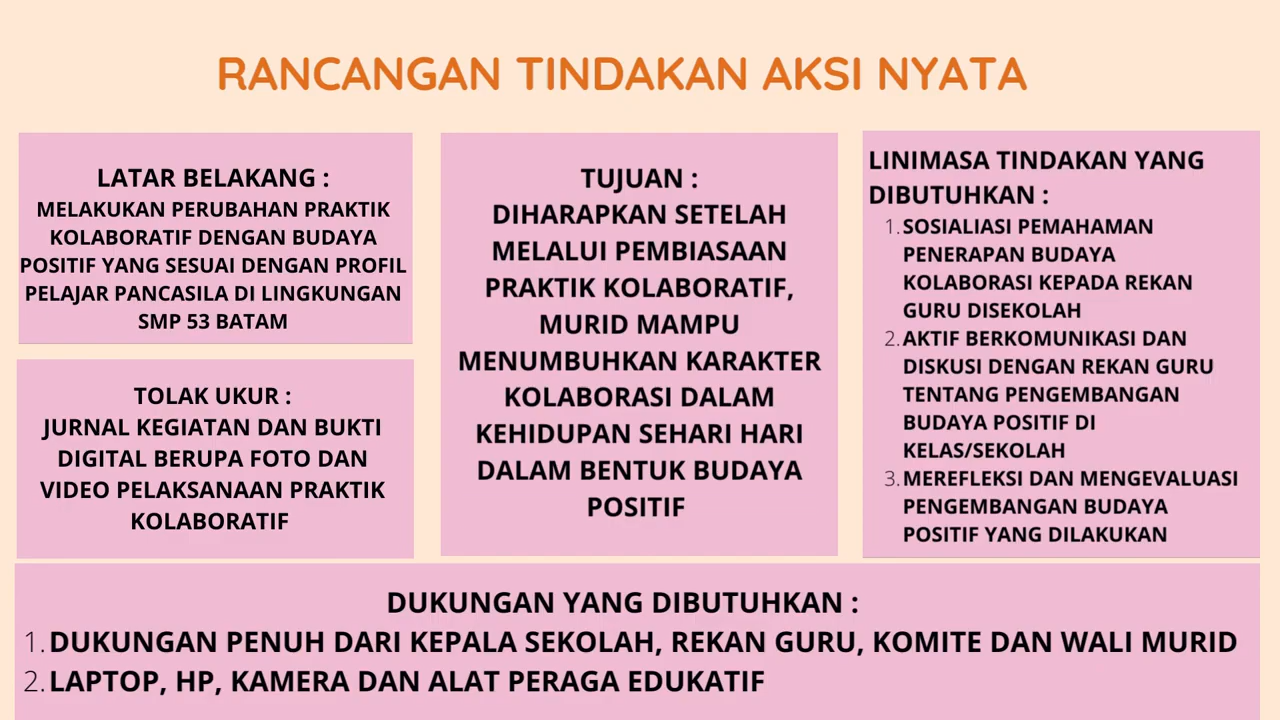 RANCANGAN TINDAKAN AKSI NYATA
LATAR BELAKANG :
MELAKUKAN PERUBAHAN PRAKTIK
KOLABORATIF DENGAN BUDAYA
POSITIF YANG SESUAI DENGAN PROFIL
PELAJAR PANCASILA DI LINGKUNGAN
SMP 53 BATAM
TOLAK UKUR :
JURNAL KEGIATAN DAN BUKTI
DIGITAL BERUPA FOTO DAN
VIDEO PELAKSANAAN PRAKTIK
KOLABORATIF
TUJUAN :
DIHARAPKAN SETELAH
MELALUI PEMBIASAAN
PRAKTIK KOLABORATIF,
MURID MAMPU
MENUMBUHKAN KARAKTER
KOLABORASI DALAM
KEHIDUPAN SEHARI HARI
DALAM BENTUK BUDAYA
POSITIF
LINIMASA TINDAKAN YANG
DIBUTUHKAN :
1. SOSIALIASI PEMAHAMAN
PENERAPAN BUDAYA
KOLABORASI KEPADA REKAN
GURU DISEKOLAH
2. AKTIF BERKOMUNIKASI DAN
DISKUSI DENGAN REKAN GURU
TENTANG PENGEMBANGAN
BUDAYA POSITIF DI
KELAS/SEKOLAH
3. MEREFLEKSI DAN MENGEVALUASI
PENGEMBANGAN BUDAYA
POSITIF YANG DILAKUKAN
DUKUNGAN YANG DIBUTUHKAN :
1. DUKUNGAN PENUH DARI KEPALA SEKOLAH, REKAN GURU, KOMITE DAN WALI MURID
2. LAPTOP, HP, KAMERA DAN ALAT PERAGA EDUKATIF